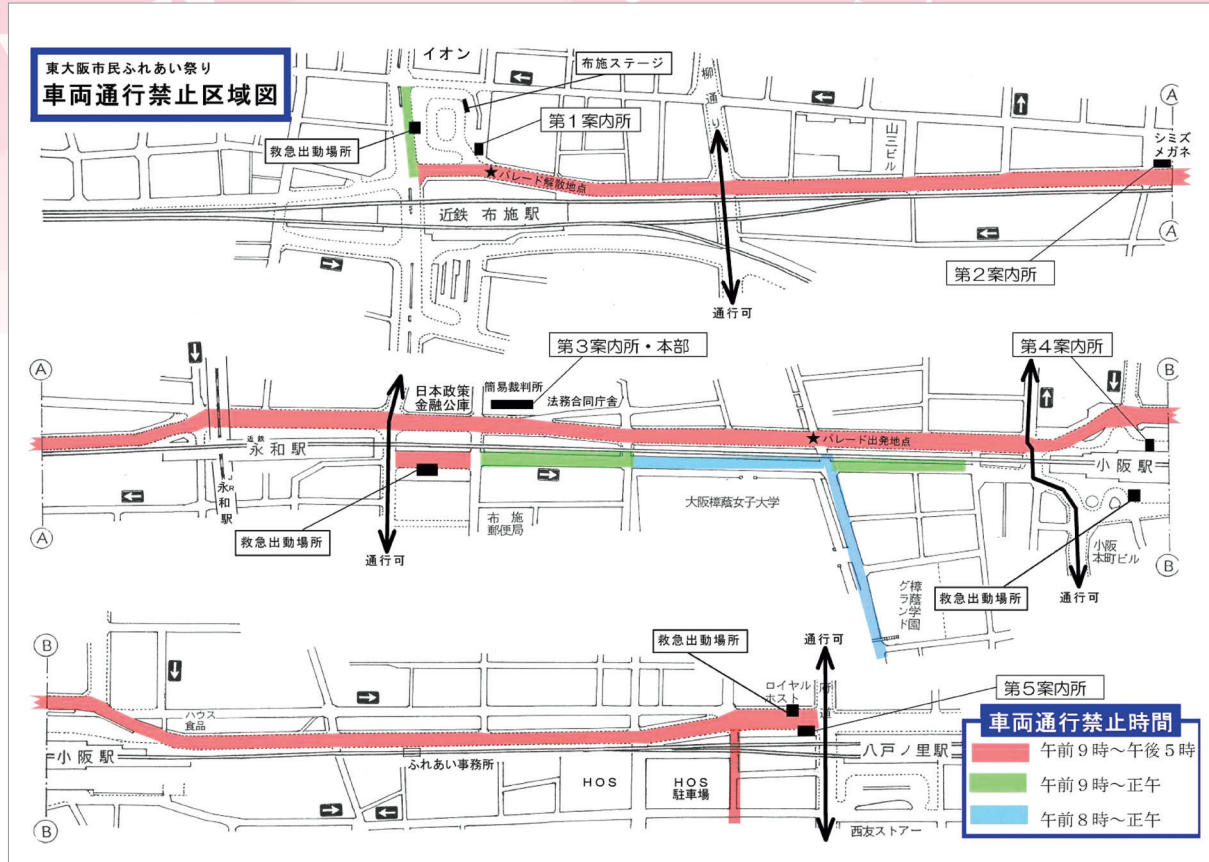 東大阪市民ふれあい祭り
車両通行禁止区域図
イオン
布施ステージ
第1案内所
救急出動場所
柳通り
山三ビル
Ⓐ
シミズ
メガネ
★パレード解散地点
近鉄 布施駅
Ⓐ
第2案内所
通行可
第3案内所・本部
第4案内所
Ⓐ
日本政策
金融公庫
簡易裁判所
法務合同庁舎
Ⓑ
近鉄
永和駅
★パレード出発地点
小阪駅
JR
永和駅
大阪樟蔭女子大学
布施
郵便局
救急出動場所
Ⓐ
通行可
小阪
本町ビル
Ⓑ
樟蔭学園
グランド
救急出動場所
通行可
Ⓑ
救急出動場所
通行可
ロイヤル
ホスト
府道
第5案内所
ハウス
食品
小阪駅
ふれあい事務所
八戸ノ里駅
HOS
HOS
駐車場
Ⓑ
西友ストアー
車両通行禁止時間
午前9時～午後5時
午前9時～正午
午前8時～正午